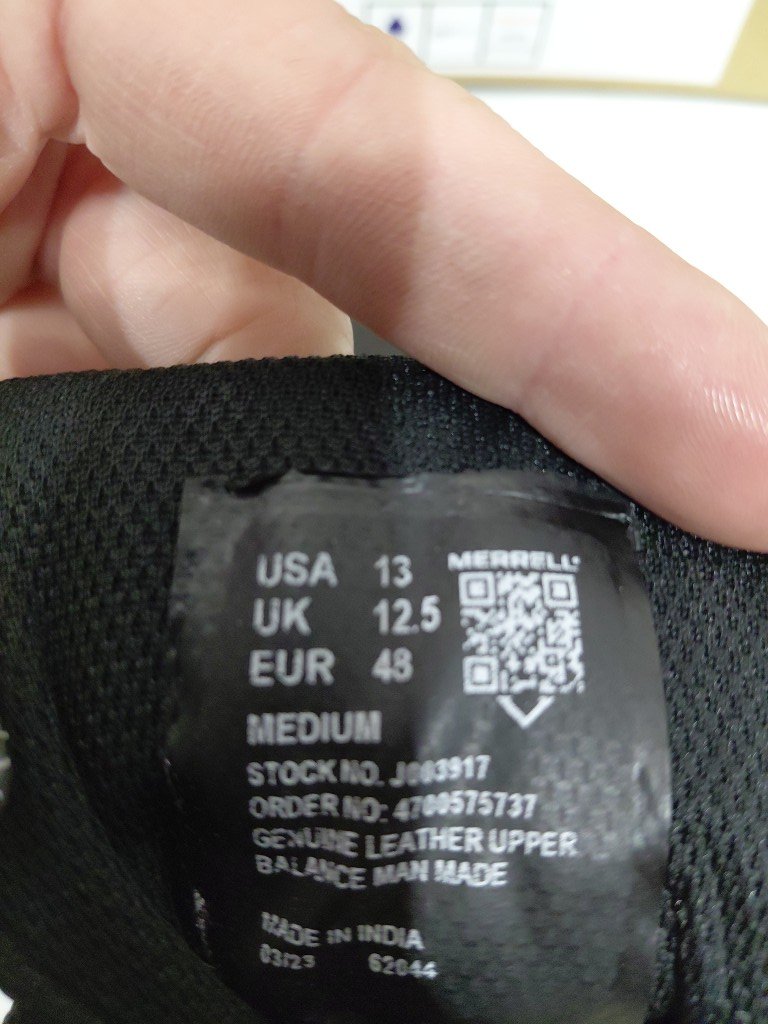 USA 13
UK 12.5
EUR 48
MERRELL
MEDIUM
STOCK NO. J003917
ORDER NO: 4700575737
GENUINE LEATHER UPPER
BALANCE MAN MADE
MADE IN INDIA
03/23 62044